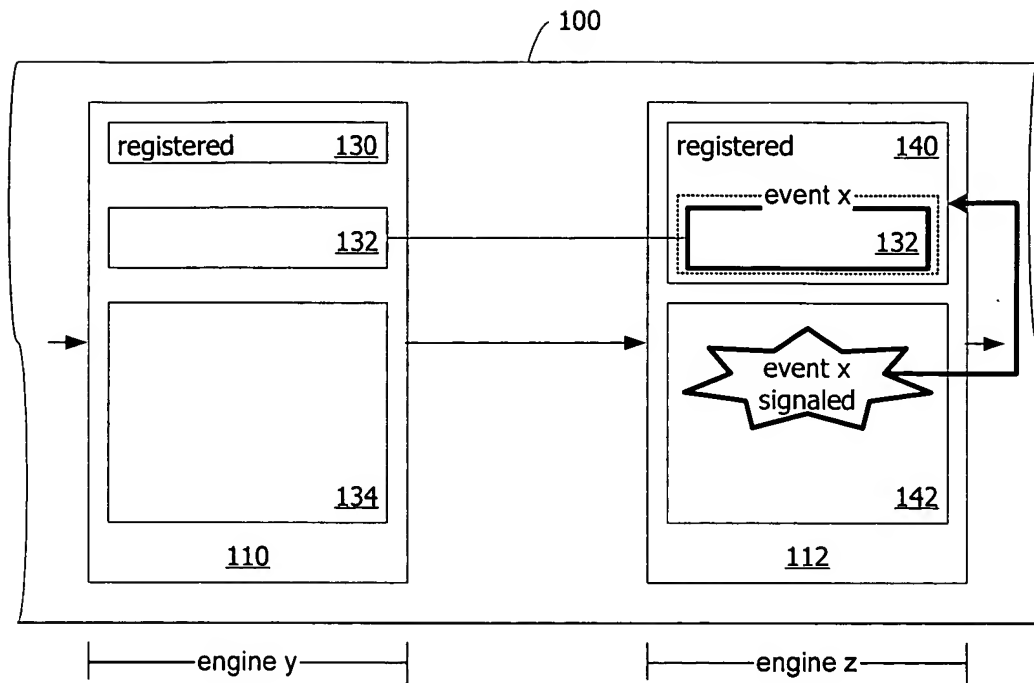 100
registered 130
registered 140
event x
132
132
event x
signaled
134
142
110
112
engine y
engine z